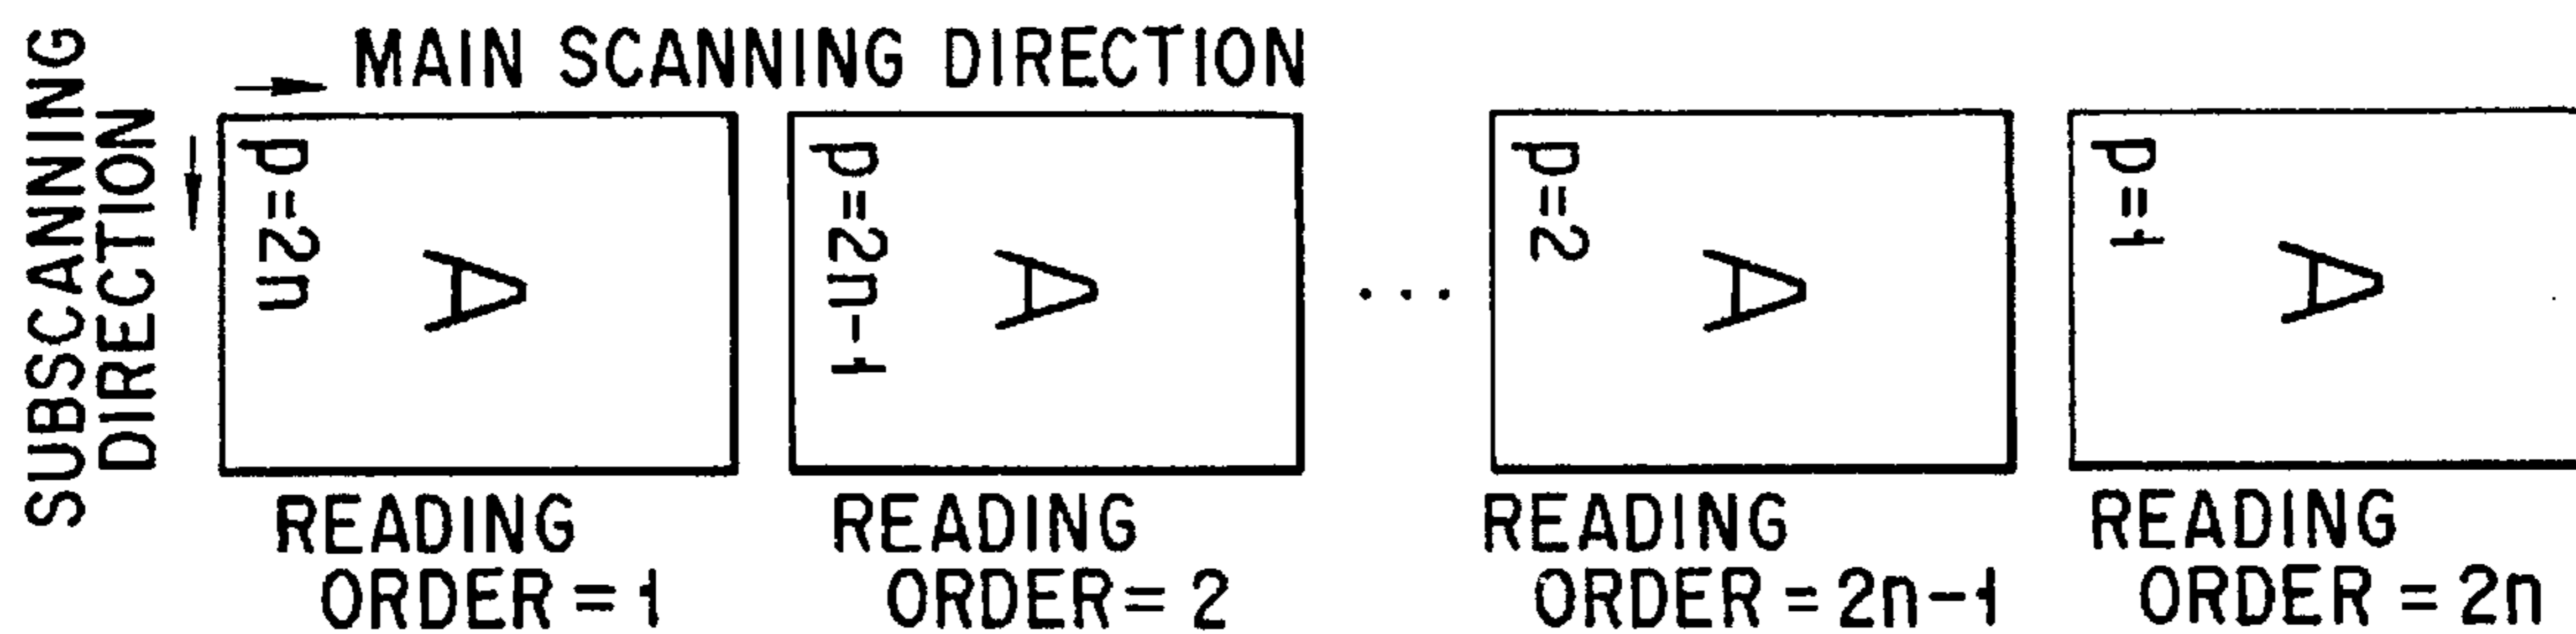 SUBSCANNING
DIRECTION
MAIN SCANNING DIRECTION
p=2n
A
READING
ORDER = 1
p=2n-1
A
READING
ORDER = 2
...
p=2
A
READING
ORDER = 2n-1
p=1
A
READING
ORDER = 2n